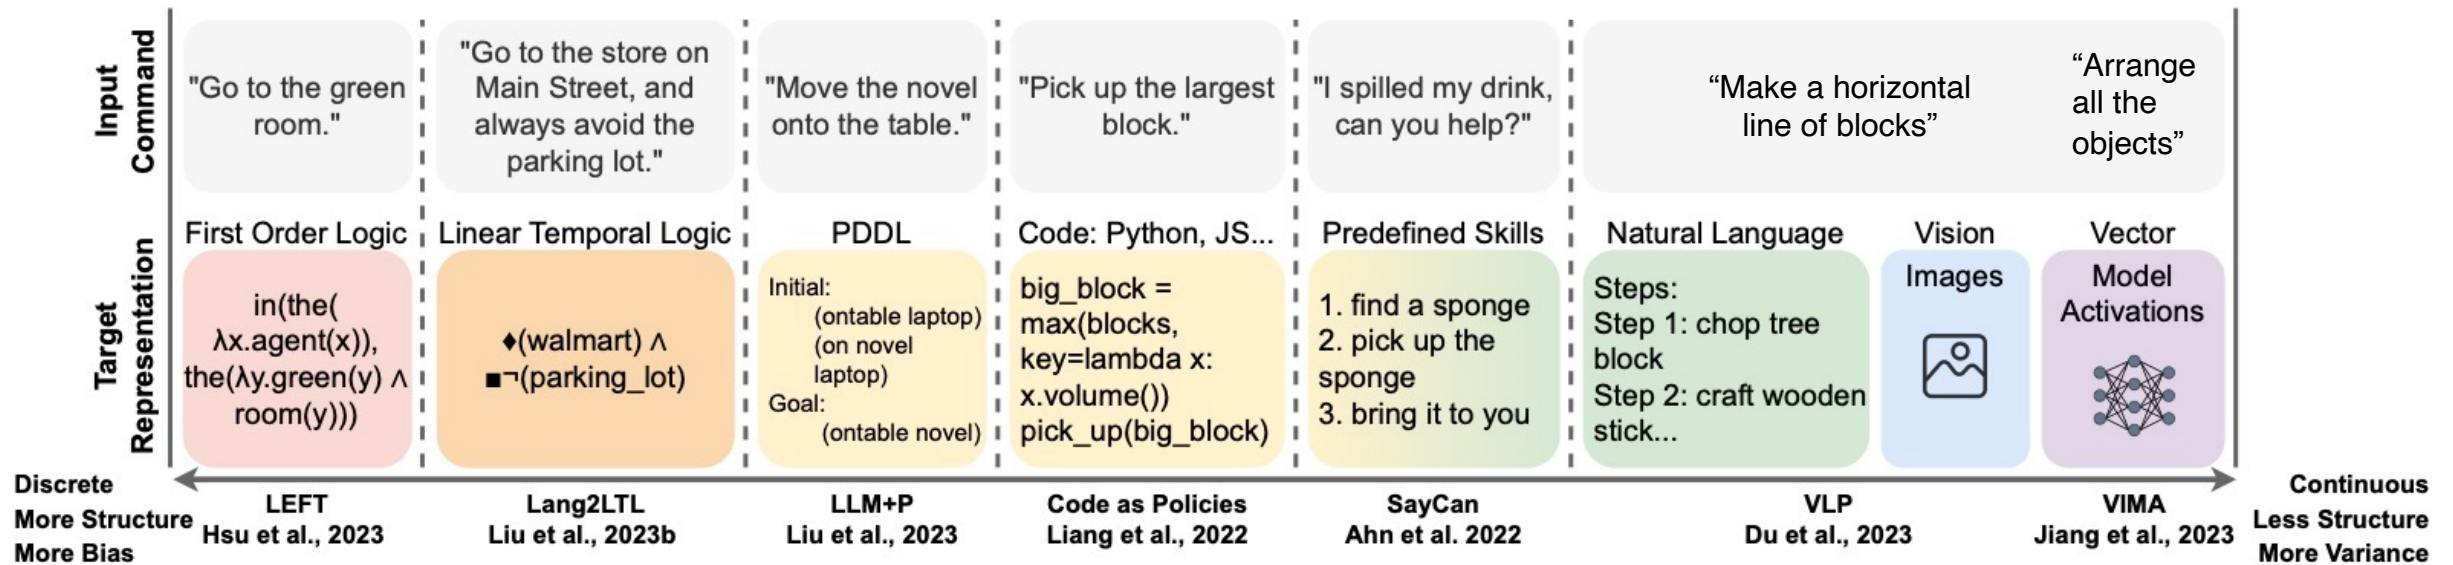 Input
Command
"Go to the green
room."
"Go to the store on
Main Street, and
always avoid the
parking lot."
"Move the novel
onto the table."
"Pick up the largest
block."
"I spilled my drink,
can you help?"
“Make a horizontal
line of blocks”
“Arrange
all the
objects”
Target
Representation
First Order Logic
in(the(
λx.agent(x)),
the(λy.green(y) ∧
room(y)))
Linear Temporal Logic
♦(walmart) ∧
■¬(parking_lot)
PDDL
Initial:
(ontable laptop)
(on novel
laptop)
Goal:
(ontable novel)
Code: Python, JS...
big_block =
max(blocks,
key=lambda x:
x.volume())
pick_up(big_block)
Predefined Skills
1. find a sponge
2. pick up the
sponge
3. bring it to you
Natural Language
Steps:
Step 1: chop tree
block
Step 2: craft wooden
stick...
Vision
Images
Vector
Model
Activations
Discrete
More Structure
More Bias
LEFT
Hsu et al., 2023
Lang2LTL
Liu et al., 2023b
LLM+P
Liu et al., 2023
Code as Policies
Liang et al., 2022
SayCan
Ahn et al. 2022
VLP
Du et al., 2023
VIMA
Jiang et al., 2023
Continuous
Less Structure
More Variance